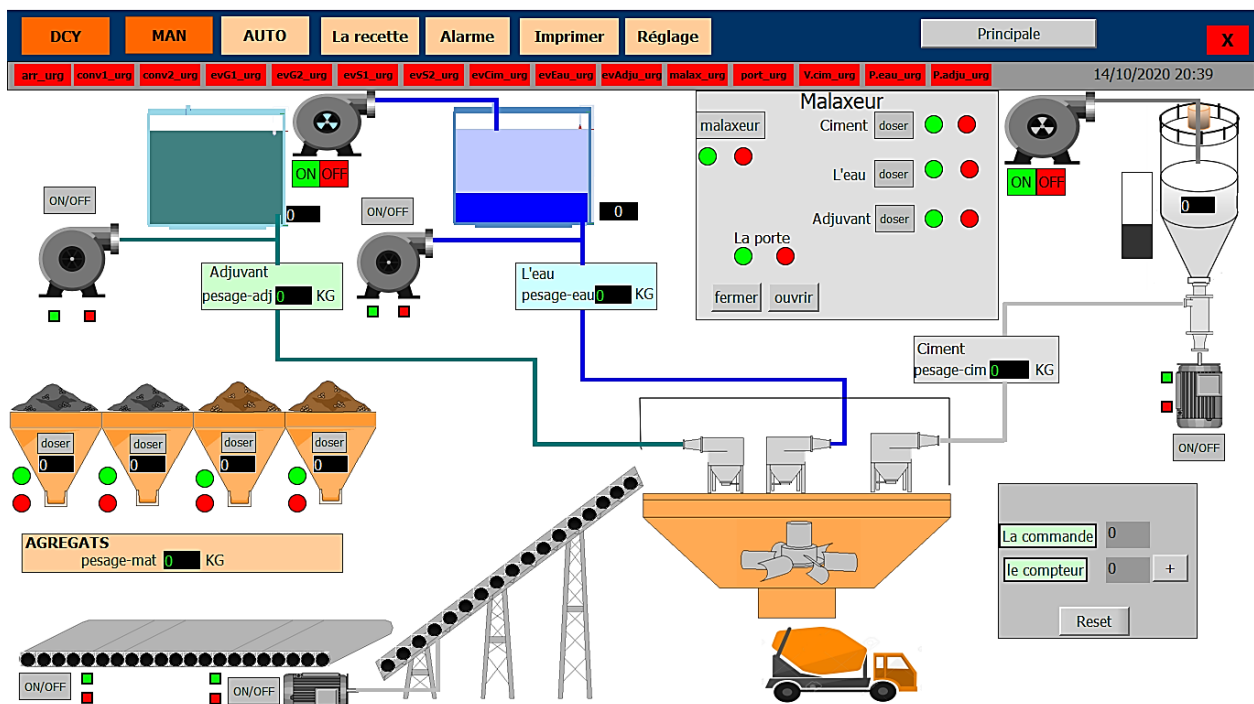 DCY MAN AUTO La recette Alarme Imprimer Réglage Principale X
arr_urg conv1_urg conv2_urg evG1_urg evG2_urg evS1_urg evS2_urg evCim_urg evEau_urg evAdju_urg malax_urg port_urg V.cim_urg P.eau_urg P.adju_urg 14/10/2020 20:39
Malaxeur
malaxeur Ciment doser
L'eau doser
Adjuvant doser
La porte
fermer ouvrir
ON OFF
ON OFF
ON/OFF
ON/OFF
0
0
0
Adjuvant
pesage-adj 0 KG
L'eau
pesage-eau 0 KG
Ciment
pesage-cim 0 KG
ON/OFF
doser doser doser doser
0 0 0 0
AGREGATS
pesage-mat 0 KG
La commande 0
le compteur 0 +
Reset
ON/OFF ON/OFF